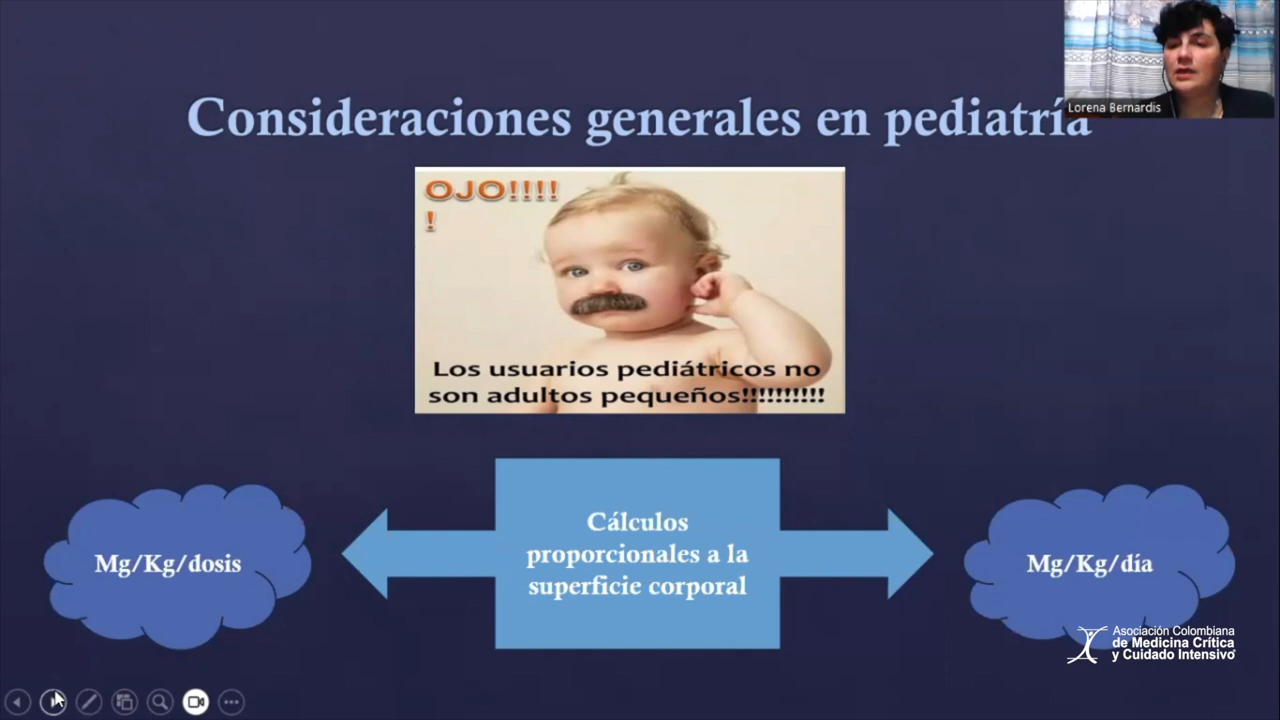 Consideraciones generales en pediatría
Lorena Bernardis
OJO!!!!
!
Los usuarios pediátricos no
son adultos pequeños!!!!!!!!!!
Cálculos
proporcionales a la
superficie corporal
Mg/Kg/dosis
Mg/Kg/día
Asociación Colombiana
de Medicina Crítica
y Cuidado Intensivo